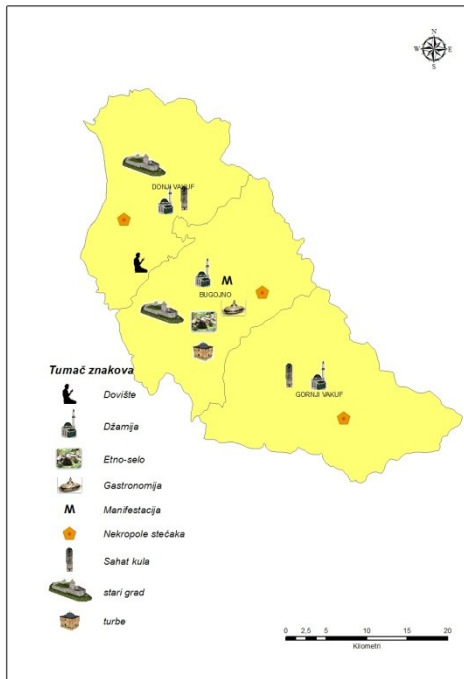 N
W E
S
DONJI VAKUF
M
BUGOJNO
GORNJI VAKUF
Tumač znakova
Dovište
Džamija
Etno-selo
Gastronomija
M Manifestacija
Nekropole stećaka
Sahat kula
stari grad
turbe
0 2,5 5 10 15 20
Kilometri